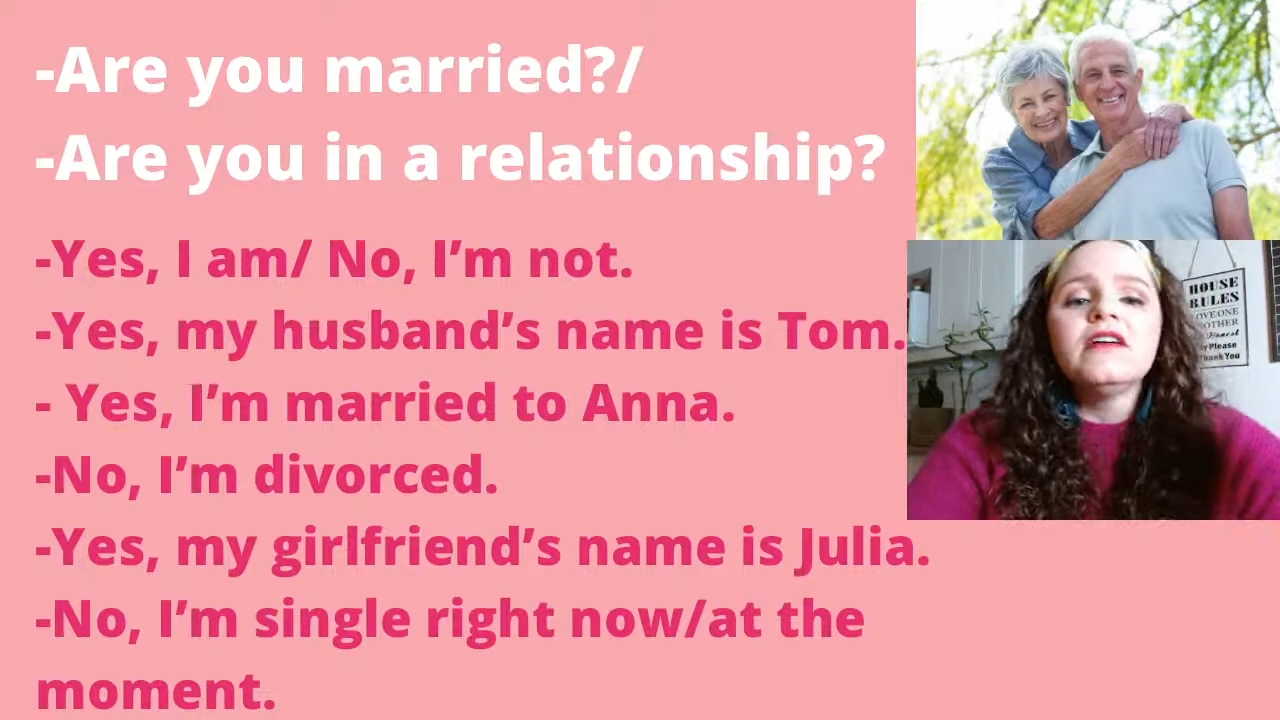 -Are you married?/
-Are you in a relationship?
-Yes, I am/ No, I’m not.
-Yes, my husband’s name is Tom.
- Yes, I’m married to Anna.
-No, I’m divorced.
-Yes, my girlfriend’s name is Julia.
-No, I’m single right now/at the
moment.
HOUSE
RULES
Please